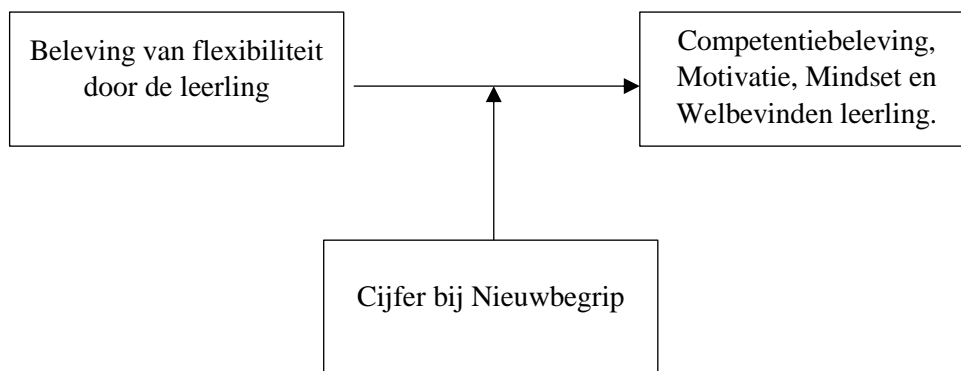 Beleving van flexibiliteit
door de leerling
Competentiebeleving,
Motivatie, Mindset en
Welbevinden leerling.
Cijfer bij Nieuwbegrip